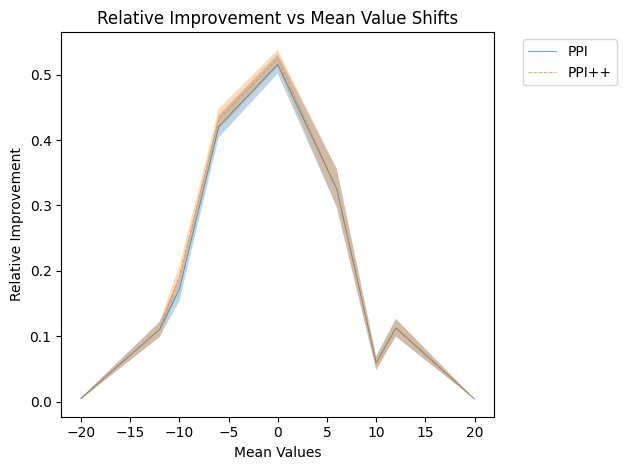 Relative Improvement vs Mean Value Shifts
PPI
PPI++
Relative Improvement
0.5
0.4
0.3
0.2
0.1
0.0
−20 −15 −10 −5 0 5 10 15 20
Mean Values